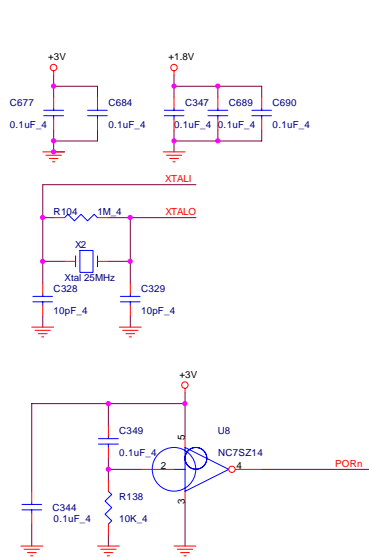 +3V +1.8V
C677 C684 C347 C689 C690
0.1uF_4 0.1uF_4 0.1uF_4 0.1uF_4 0.1uF_4
XTALI
R104 1M_4 XTALO
X2
Xtal 25MHz
C328 C329
10pF_4 10pF_4
+3V
C349 U8
0.1uF_4 5 NC7SZ14
2 4 PORn
R138 3
C344 10K_4
0.1uF_4